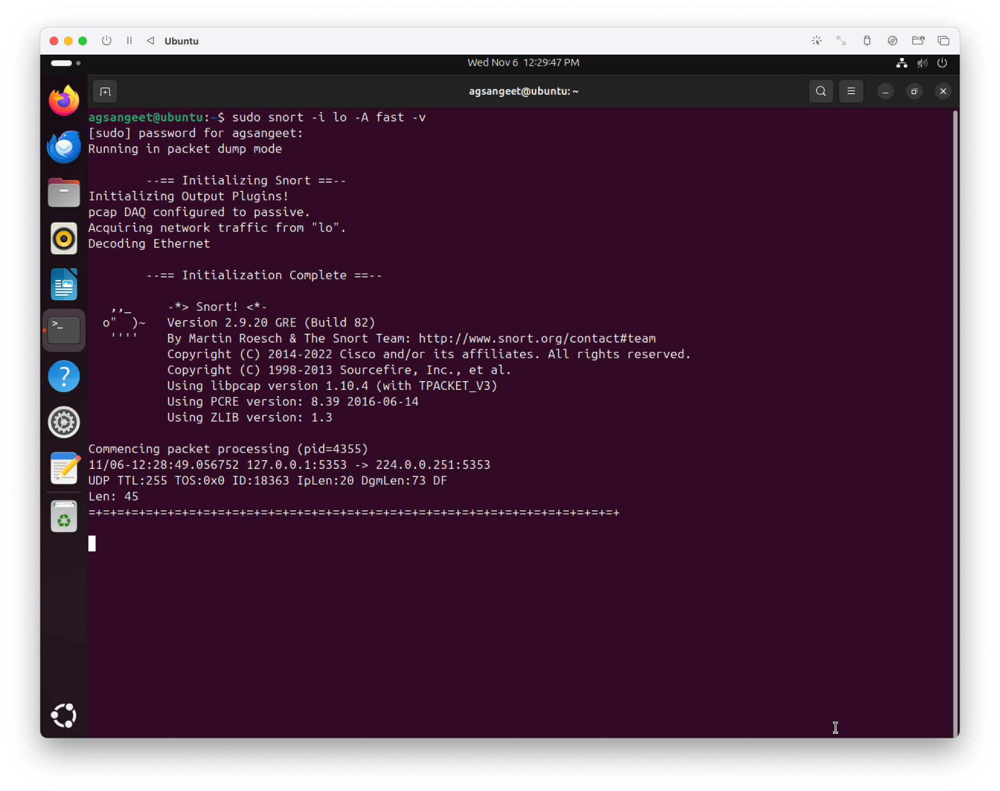 Ubuntu
Wed Nov 6 12:29:47 PM
agsangeet@ubuntu: ~
agsangeet@ubuntu:~$ sudo snort -i lo -A fast -v
[sudo] password for agsangeet:
Running in packet dump mode
--== Initializing Snort ==--
Initializing Output Plugins!
pcap DAQ configured to passive.
Acquiring network traffic from "lo".
Decoding Ethernet
--== Initialization Complete ==--
,,_ -*> Snort! <*-
o" )~ Version 2.9.20 GRE (Build 82)
'''' By Martin Roesch & The Snort Team: http://www.snort.org/contact#team
Copyright (C) 2014-2022 Cisco and/or its affiliates. All rights reserved.
Copyright (C) 1998-2013 Sourcefire, Inc., et al.
Using libpcap version 1.10.4 (with TPACKET_V3)
Using PCRE version: 8.39 2016-06-14
Using ZLIB version: 1.3
Commencing packet processing (pid=4355)
11/06-12:28:49.056752 127.0.0.1:5353 -> 224.0.0.251:5353
UDP TTL:255 TOS:0x0 ID:18363 IpLen:20 DgmLen:73 DF
Len: 45
=+=+=+=+=+=+=+=+=+=+=+=+=+=+=+=+=+=+=+=+=+=+=+=+=+=+=+=+=+=+=+=+=+=+=+=+=+